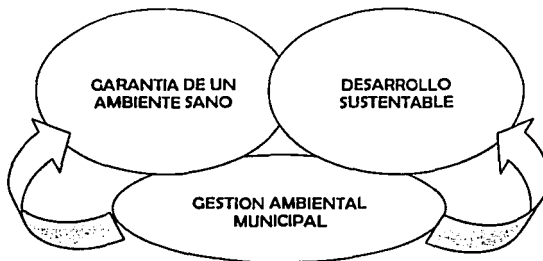 GARANTIA DE UN
AMBIENTE SANO
DESARROLLO
SUSTENTABLE
GESTION AMBIENTAL
MUNICIPAL